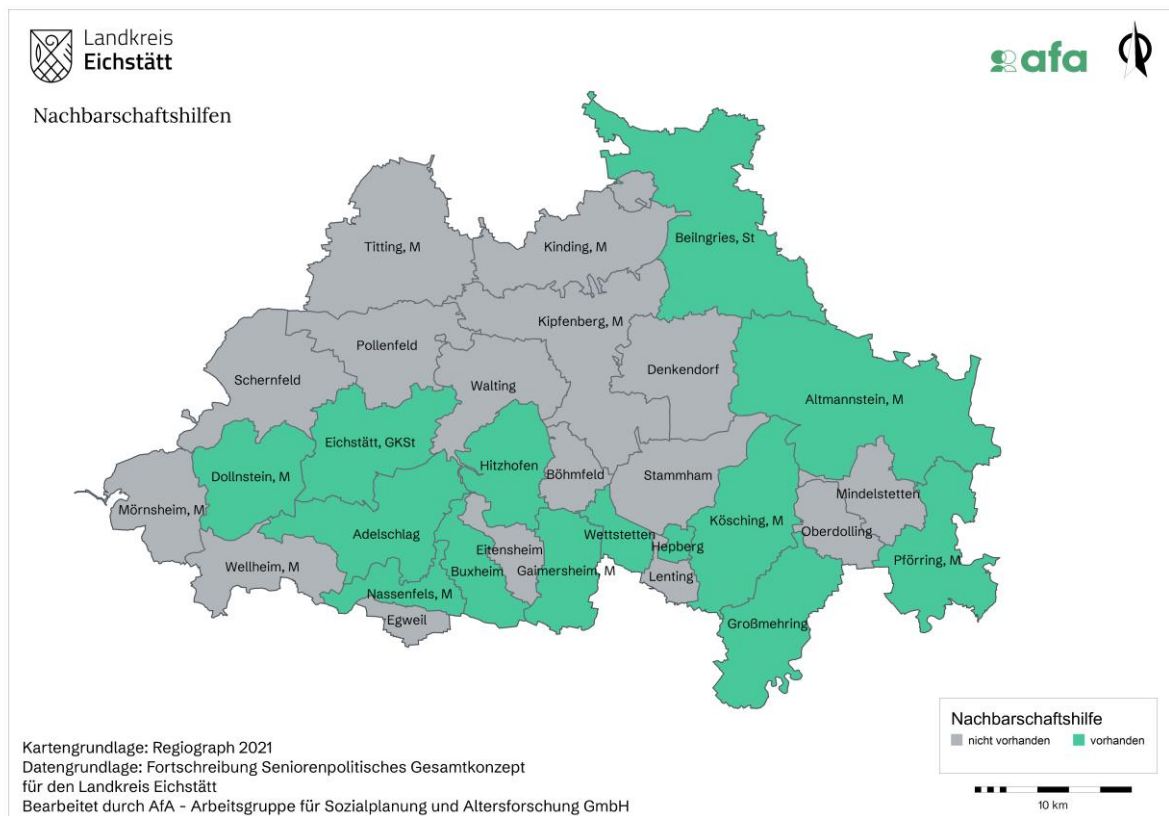 Landkreis
Eichstätt
afa
Nachbarschaftshilfen
Titting, M
Kinding, M
Beilngries, St
Kipfenberg, M
Pollenfeld
Denkendorf
Schernfeld
Walting
Altmannstein, M
Eichstätt, GKSt
Hitzhofen
Dollnstein, M
Böhmfeld
Stammham
Mindelstetten
Mörnsheim, M
Kösching, M
Oberdolling
Adelschlag
Wettstetten
Hepberg
Eitensheim
Pförring, M
Wellheim, M
Buxheim
Gaimersheim, M
Lenting
Nassenfels, M
Egweil
Großmehring
Nachbarschaftshilfe
nicht vorhanden vorhanden
Kartengrundlage: Regiograph 2021
Datengrundlage: Fortschreibung Seniorenpolitisches Gesamtkonzept
für den Landkreis Eichstätt
Bearbeitet durch AfA - Arbeitsgruppe für Sozialplanung und Altersforschung GmbH
10 km